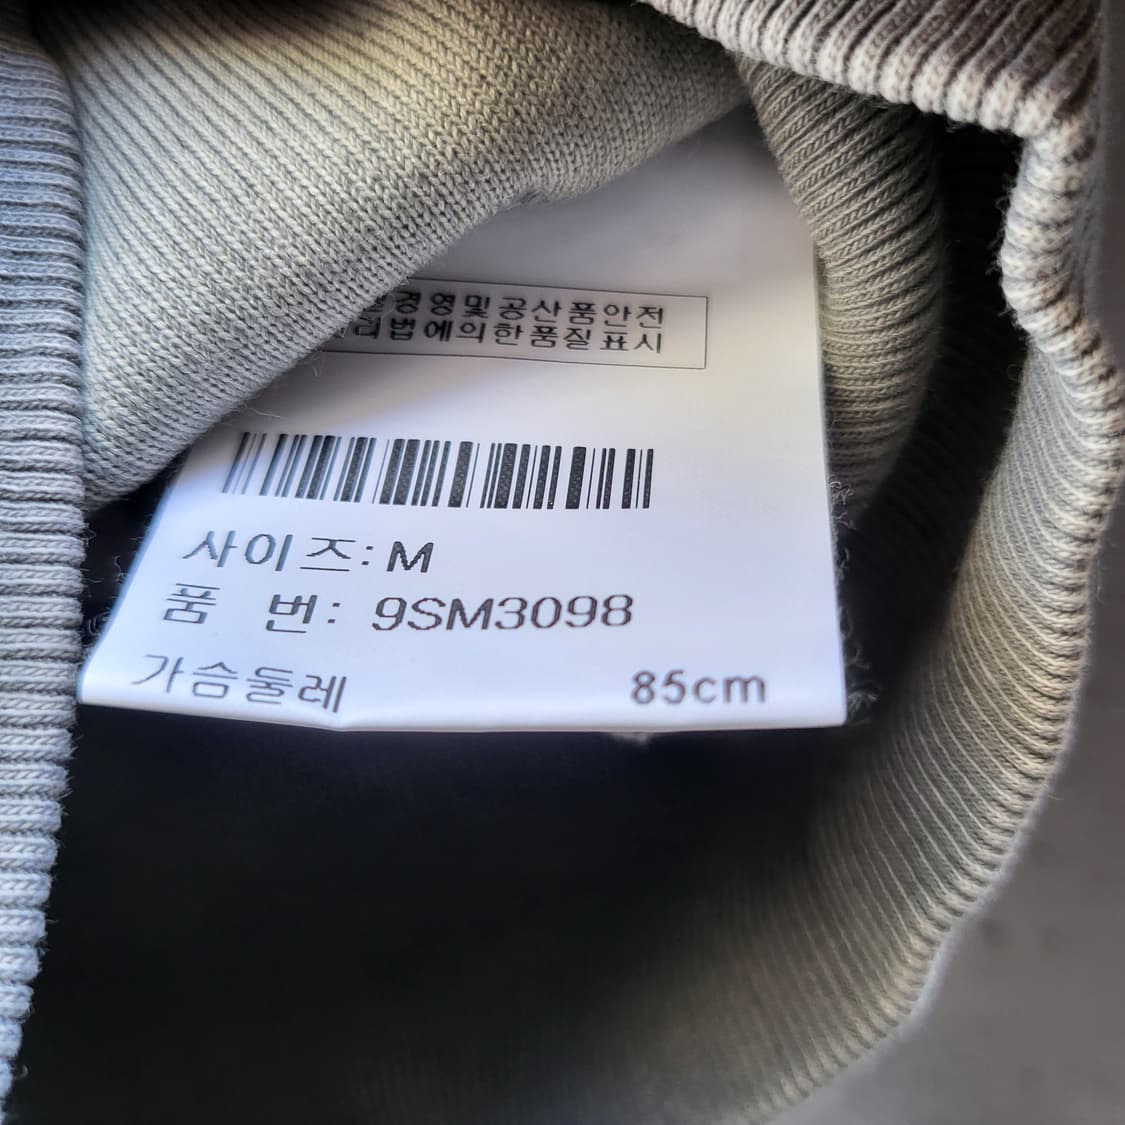 경영및공산품안전
리법에의한품질표시
사이즈:M
품 번: 9SM3098
가슴둘레 85cm